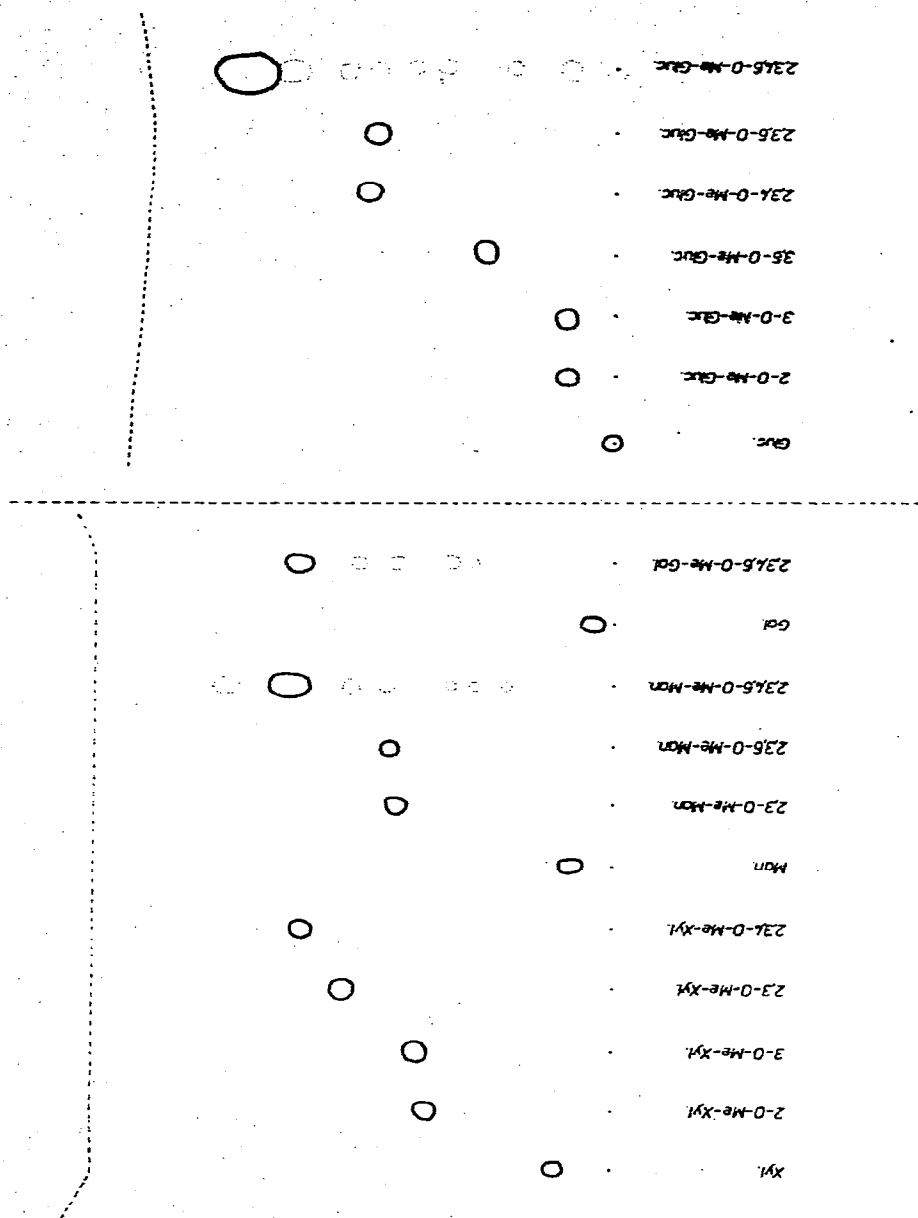 Xyl.
2-O-Me-Xyl.
3-O-Me-Xyl.
2,3-O-Me-Xyl.
2,3,4-O-Me-Xyl.
Man.
2,3-O-Me-Man.
2,3,6-O-Me-Man.
2,3,4,6-O-Me-Man.
Gal.
2,3,4,6-O-Me-Gal.
Gluc.
2-O-Me-Gluc.
3-O-Me-Gluc.
3,6-O-Me-Gluc.
2,3,4-O-Me-Gluc.
2,3,6-O-Me-Gluc.
2,3,4,6-O-Me-Gluc.